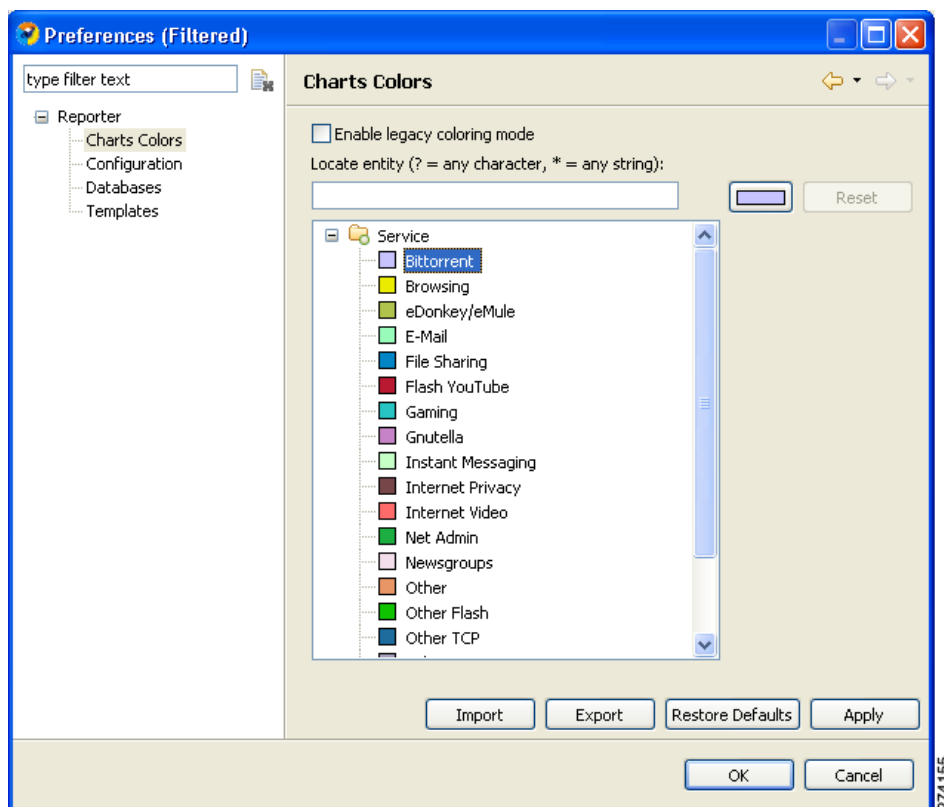 Preferences (Filtered)
type filter text
Reporter
Charts Colors
Configuration
Databases
Templates
Charts Colors
Enable legacy coloring mode
Locate entity (? = any character, * = any string):
Reset
Service
Bittorrent
Browsing
eDonkey/eMule
E-Mail
File Sharing
Flash YouTube
Gaming
Gnutella
Instant Messaging
Internet Privacy
Internet Video
Net Admin
Newsgroups
Other
Other Flash
Other TCP
Import Export Restore Defaults Apply
OK Cancel